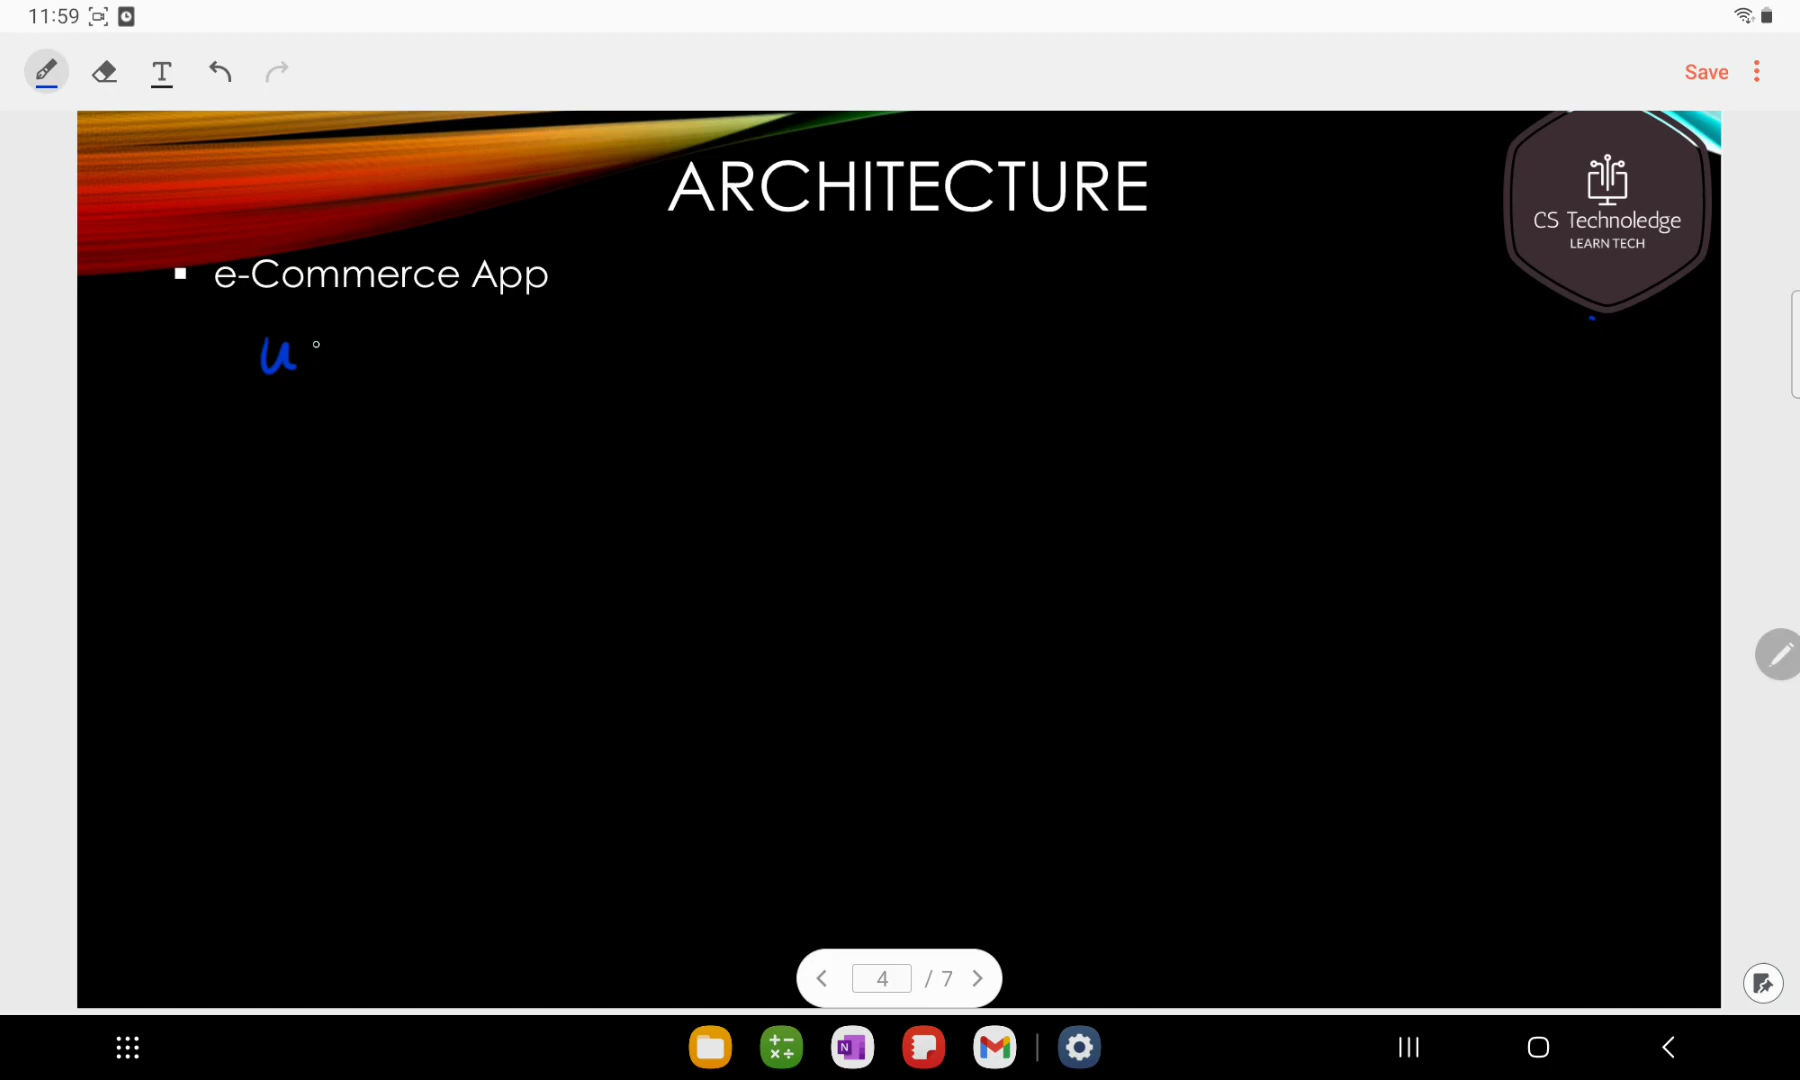 11:59
Save
ARCHITECTURE
CS Technoledge
LEARN TECH
▪ e-Commerce App
u
4 / 7